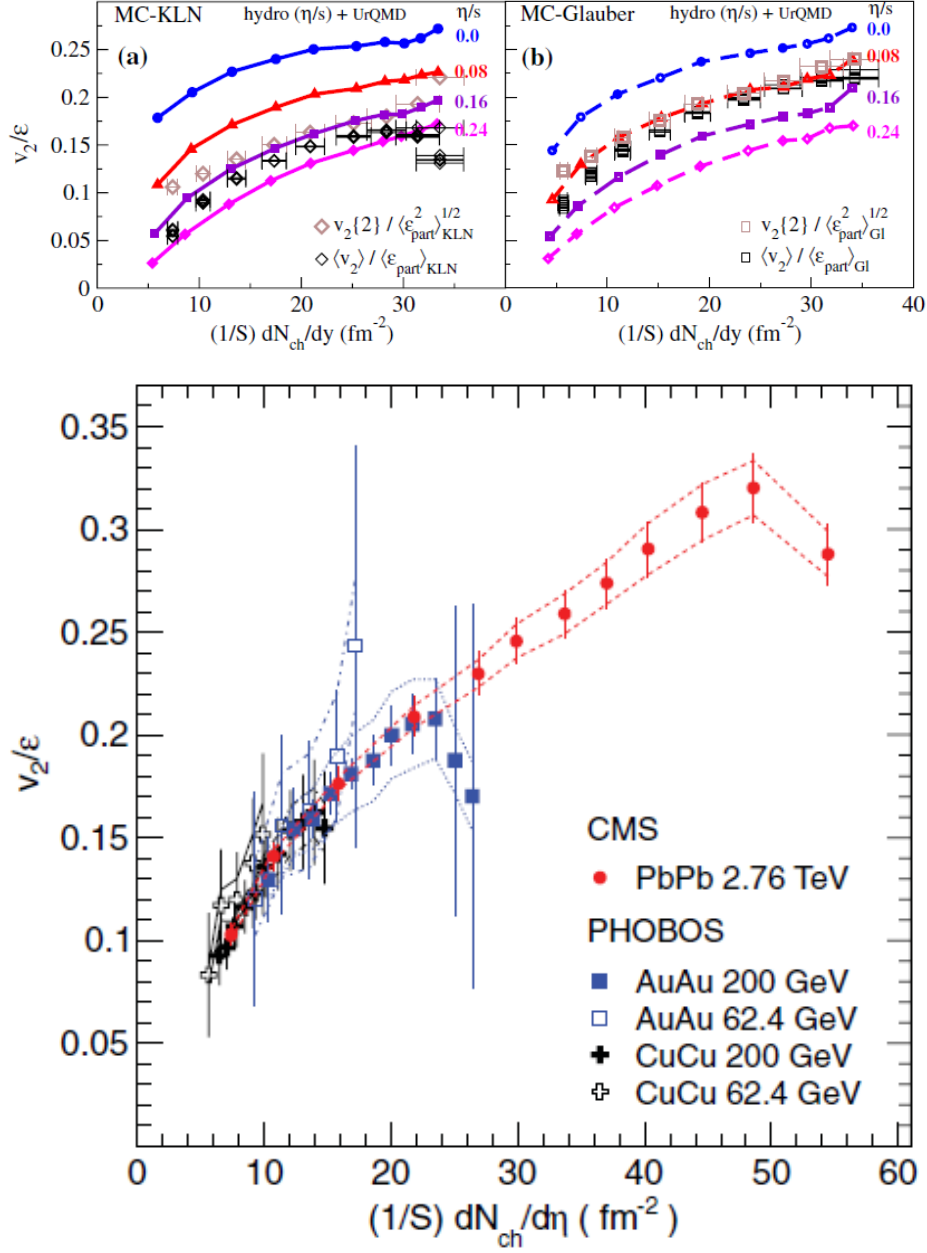 MC-KLN hydro (η/s) + UrQMD η/s
(a)
0.0
0.08
0.16
0.24
v₂{2} / ⟨ε²part⟩¹ᐟ²KLN
⟨v₂⟩ / ⟨εpart⟩KLN
v₂/ε
0.25
0.2
0.15
0.1
0.05
0
0 10 20 30
(1/S) dNch/dy (fm⁻²)
MC-Glauber hydro (η/s) + UrQMD η/s
(b)
0.0
0.08
0.16
0.24
v₂{2} / ⟨ε²part⟩¹ᐟ²Gl
⟨v₂⟩ / ⟨εpart⟩Gl
0 10 20 30 40
(1/S) dNch/dy (fm⁻²)
v₂/ε
0.35
0.3
0.25
0.2
0.15
0.1
0.05
CMS
PbPb 2.76 TeV
PHOBOS
AuAu 200 GeV
AuAu 62.4 GeV
CuCu 200 GeV
CuCu 62.4 GeV
0 10 20 30 40 50 60
(1/S) dNch/dη ( fm⁻²)